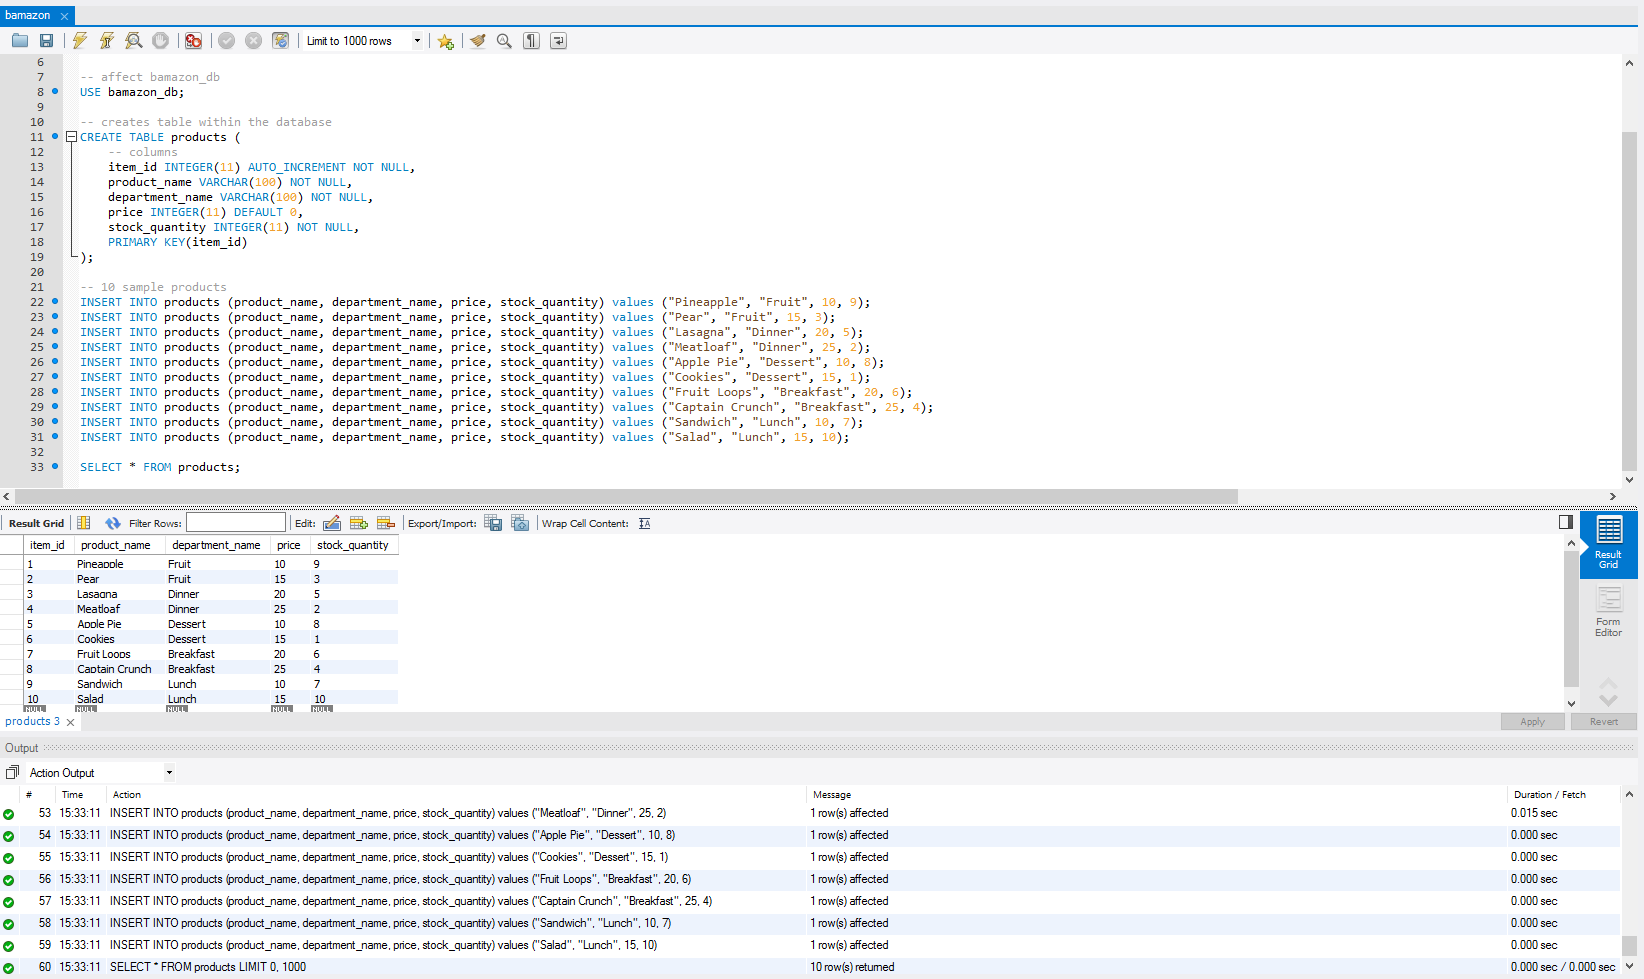 bamazon
Limit to 1000 rows
6
7 -- affect bamazon_db
8 USE bamazon_db;
9
10 -- creates table within the database
11 CREATE TABLE products (
12 -- columns
13 item_id INTEGER(11) AUTO_INCREMENT NOT NULL,
14 product_name VARCHAR(100) NOT NULL,
15 department_name VARCHAR(100) NOT NULL,
16 price INTEGER(11) DEFAULT 0,
17 stock_quantity INTEGER(11) NOT NULL,
18 PRIMARY KEY(item_id)
19 );
20
21 -- 10 sample products
22 INSERT INTO products (product_name, department_name, price, stock_quantity) values ("Pineapple", "Fruit", 10, 9);
23 INSERT INTO products (product_name, department_name, price, stock_quantity) values ("Pear", "Fruit", 15, 3);
24 INSERT INTO products (product_name, department_name, price, stock_quantity) values ("Lasagna", "Dinner", 20, 5);
25 INSERT INTO products (product_name, department_name, price, stock_quantity) values ("Meatloaf", "Dinner", 25, 2);
26 INSERT INTO products (product_name, department_name, price, stock_quantity) values ("Apple Pie", "Dessert", 10, 8);
27 INSERT INTO products (product_name, department_name, price, stock_quantity) values ("Cookies", "Dessert", 15, 1);
28 INSERT INTO products (product_name, department_name, price, stock_quantity) values ("Fruit Loops", "Breakfast", 20, 6);
29 INSERT INTO products (product_name, department_name, price, stock_quantity) values ("Captain Crunch", "Breakfast", 25, 4);
30 INSERT INTO products (product_name, department_name, price, stock_quantity) values ("Sandwich", "Lunch", 10, 7);
31 INSERT INTO products (product_name, department_name, price, stock_quantity) values ("Salad", "Lunch", 15, 10);
32
33 SELECT * FROM products;
Result Grid Filter Rows: Edit: Export/Import: Wrap Cell Content:
item_id product_name department_name price stock_quantity
1 Pineapple Fruit 10 9
2 Pear Fruit 15 3
3 Lasagna Dinner 20 5
4 Meatloaf Dinner 25 2
5 Apple Pie Dessert 10 8
6 Cookies Dessert 15 1
7 Fruit Loops Breakfast 20 6
8 Captain Crunch Breakfast 25 4
9 Sandwich Lunch 10 7
10 Salad Lunch 15 10
NULL NULL NULL NULL NULL
Result
Grid
Form
Editor
products 3 Apply Revert
Output
Action Output
# Time Action Message Duration / Fetch
53 15:33:11 INSERT INTO products (product_name, department_name, price, stock_quantity) values ("Meatloaf", "Dinner", 25, 2) 1 row(s) affected 0.015 sec
54 15:33:11 INSERT INTO products (product_name, department_name, price, stock_quantity) values ("Apple Pie", "Dessert", 10, 8) 1 row(s) affected 0.000 sec
55 15:33:11 INSERT INTO products (product_name, department_name, price, stock_quantity) values ("Cookies", "Dessert", 15, 1) 1 row(s) affected 0.000 sec
56 15:33:11 INSERT INTO products (product_name, department_name, price, stock_quantity) values ("Fruit Loops", "Breakfast", 20, 6) 1 row(s) affected 0.000 sec
57 15:33:11 INSERT INTO products (product_name, department_name, price, stock_quantity) values ("Captain Crunch", "Breakfast", 25, 4) 1 row(s) affected 0.000 sec
58 15:33:11 INSERT INTO products (product_name, department_name, price, stock_quantity) values ("Sandwich", "Lunch", 10, 7) 1 row(s) affected 0.000 sec
59 15:33:11 INSERT INTO products (product_name, department_name, price, stock_quantity) values ("Salad", "Lunch", 15, 10) 1 row(s) affected 0.000 sec
60 15:33:11 SELECT * FROM products LIMIT 0, 1000 10 row(s) returned 0.000 sec / 0.000 sec